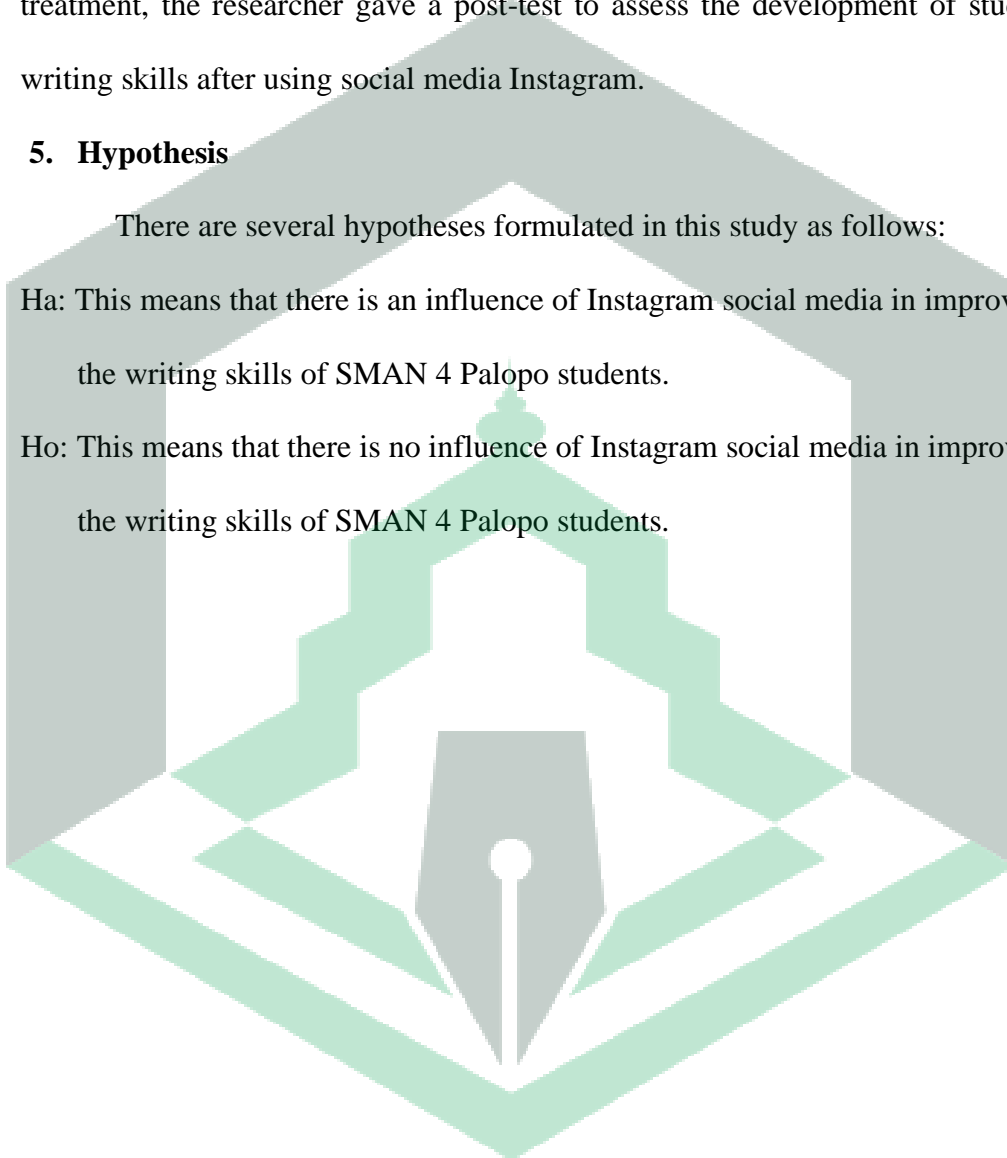 treatment, the researcher gave a post-test to assess the development of stu
writing skills after using social media Instagram.
5. Hypothesis
There are several hypotheses formulated in this study as follows:
Ha: This means that there is an influence of Instagram social media in improv
the writing skills of SMAN 4 Palopo students.
Ho: This means that there is no influence of Instagram social media in improv
the writing skills of SMAN 4 Palopo students.